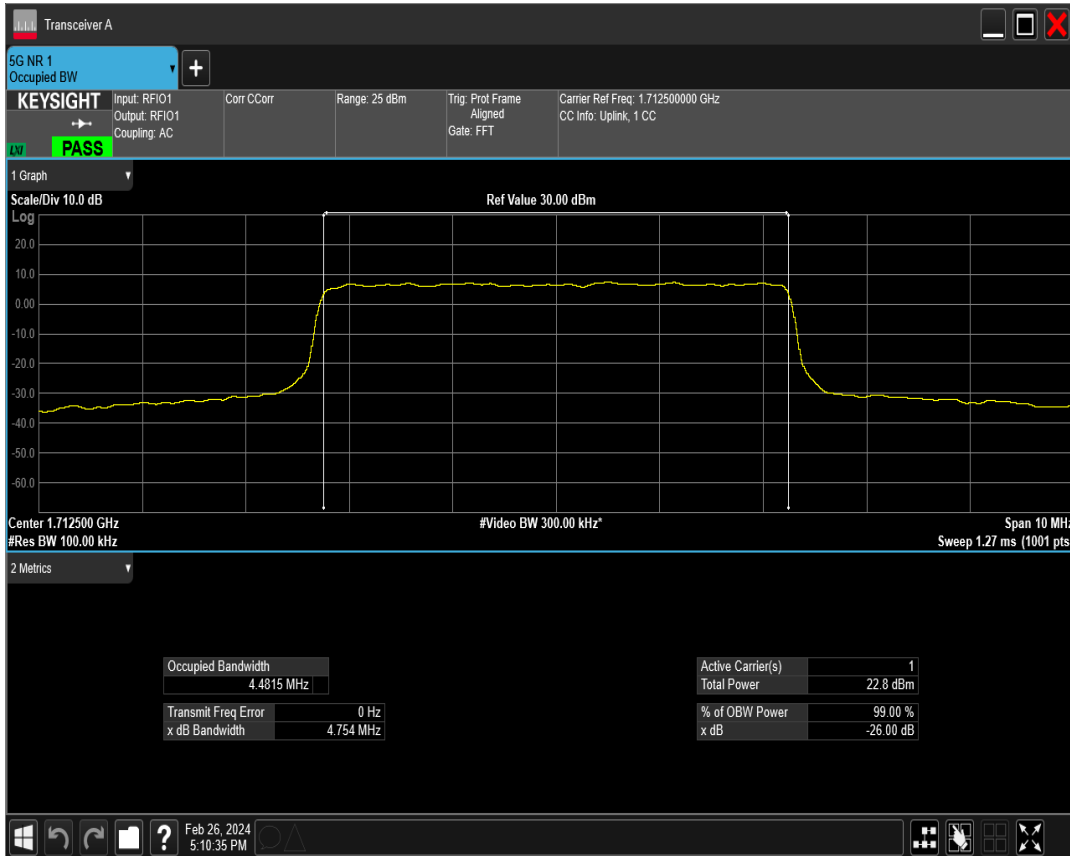 Transceiver A
5G NR 1
Occupied BW
+
KEYSIGHT
LXI
PASS
Input: RFIO1
Output: RFIO1
Coupling: AC
Corr CCorr
Range: 25 dBm
Trig: Prot Frame
Aligned
Gate: FFT
Carrier Ref Freq: 1.712500000 GHz
CC Info: Uplink, 1 CC
1 Graph
Scale/Div 10.0 dB
Ref Value 30.00 dBm
Log
20.0
10.0
0.00
-10.0
-20.0
-30.0
-40.0
-50.0
-60.0
Center 1.712500 GHz
#Video BW 300.00 kHz*
Span 10 MHz
#Res BW 100.00 kHz
Sweep 1.27 ms (1001 pts
2 Metrics
Occupied Bandwidth
4.4815 MHz
Transmit Freq Error 0 Hz
x dB Bandwidth 4.754 MHz
Active Carrier(s) 1
Total Power 22.8 dBm
% of OBW Power 99.00 %
x dB -26.00 dB
?
Feb 26, 2024
5:10:35 PM